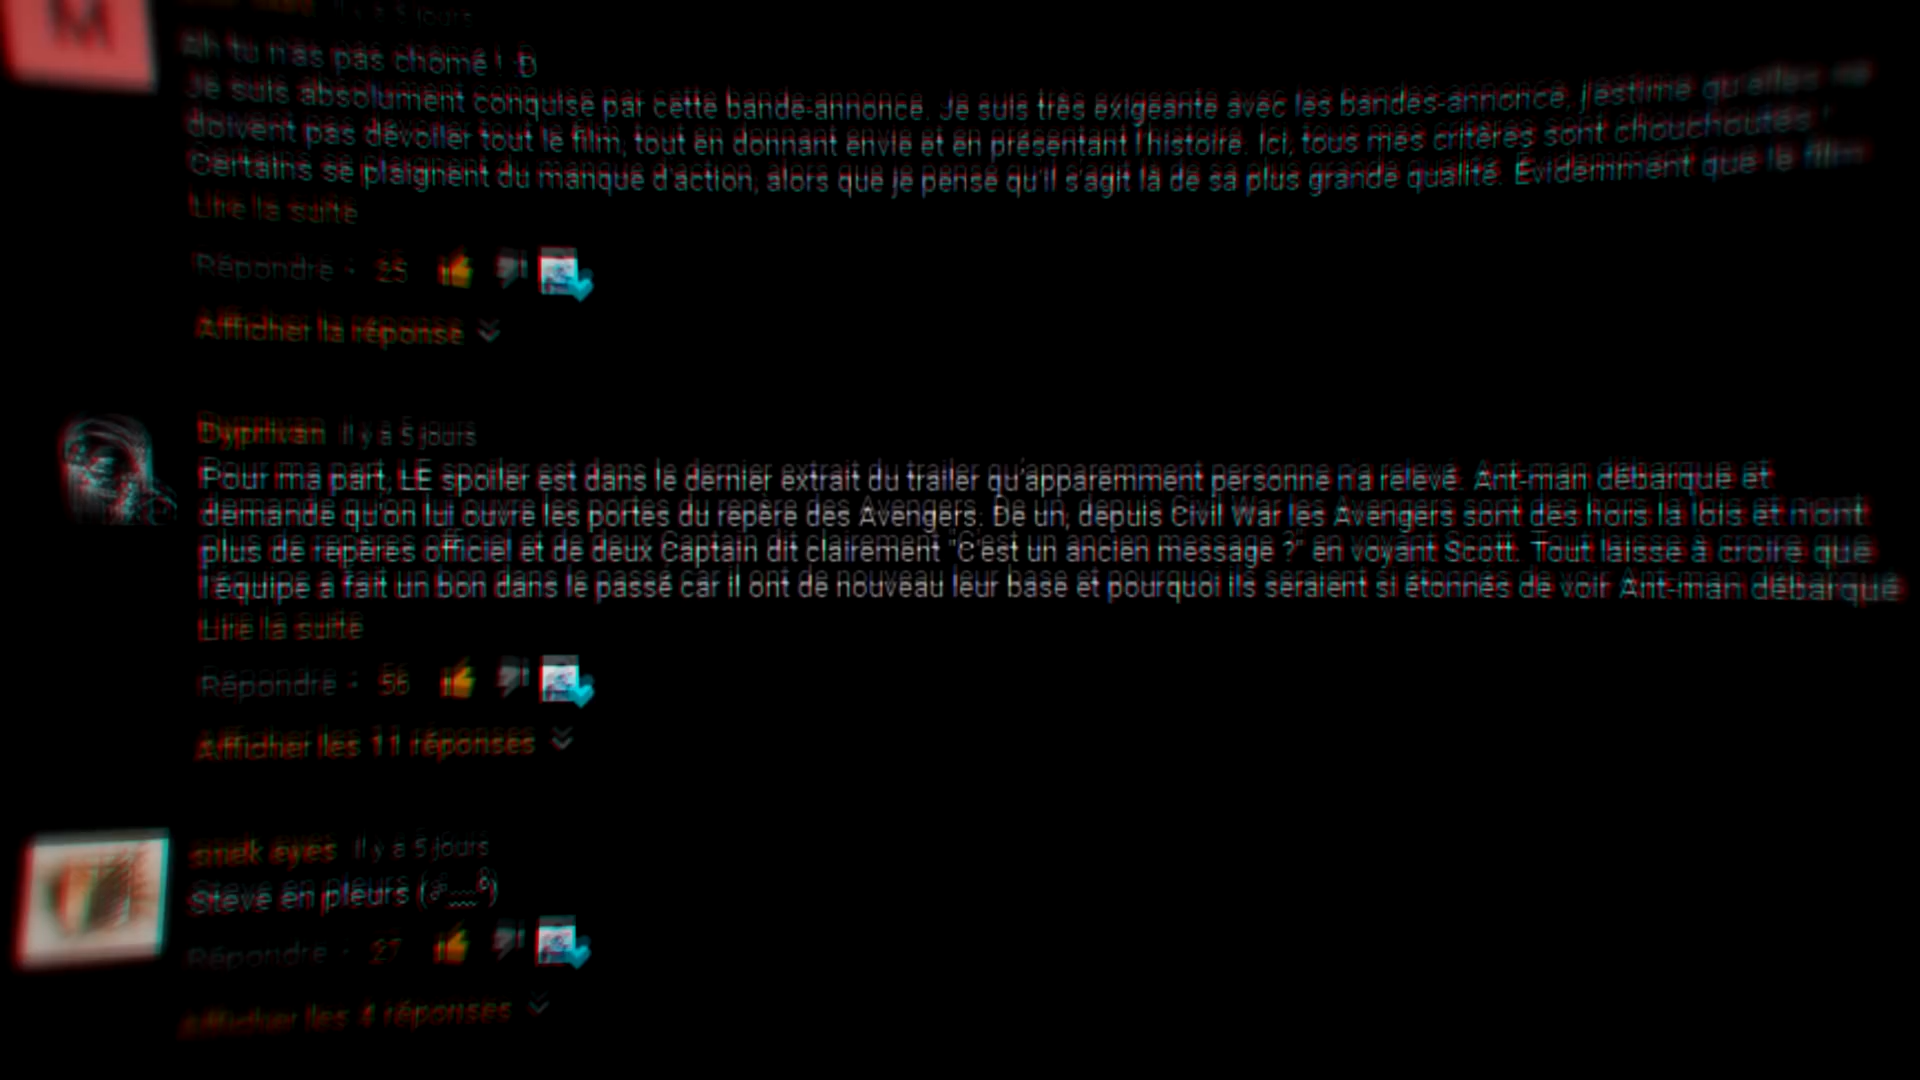 M
Il y a 5 jours
Ah tu n'as pas chômé ! :D
Je suis absolument conquise par cette bande-annonce. Je suis très exigeante avec les bandes-annonce, j'estime qu'elles ne
doivent pas dévoiler tout le film, tout en donnant envie et en présentant l'histoire. Ici, tous mes critères sont chouchoutés !
Certains se plaignent du manque d'action, alors que je pense qu'il s'agit là de sa plus grande qualité. Évidemment que le film
Lire la suite
Répondre · 25
Afficher la réponse
Dyprivan Il y a 5 jours
Pour ma part, LE spoiler est dans le dernier extrait du trailer qu'apparemment personne n'a relevé. Ant-man débarque et
demande qu'on lui ouvre les portes du repère des Avengers. De un, depuis Civil War les Avengers sont des hors la lois et n'ont
plus de repères officiel et de deux Captain dit clairement "C'est un ancien message ?" en voyant Scott. Tout laisse à croire que
l'équipe a fait un bon dans le passé car il ont de nouveau leur base et pourquoi ils seraient si étonnés de voir Ant-man débarqué
Lire la suite
Répondre · 56
Afficher les 11 réponses
smek eyes Il y a 5 jours
Steve en pleurs
Répondre · 27
Afficher les 4 réponses